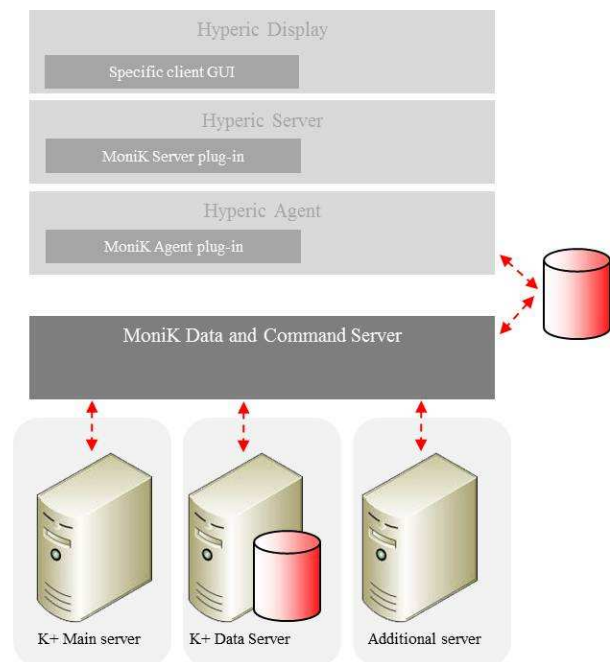 Hyperic Display
Specific client GUI
Hyperic Server
MoniK Server plug-in
Hyperic Agent
MoniK Agent plug-in
MoniK Data and Command Server
K+ Main server
K+ Data Server
Additional server